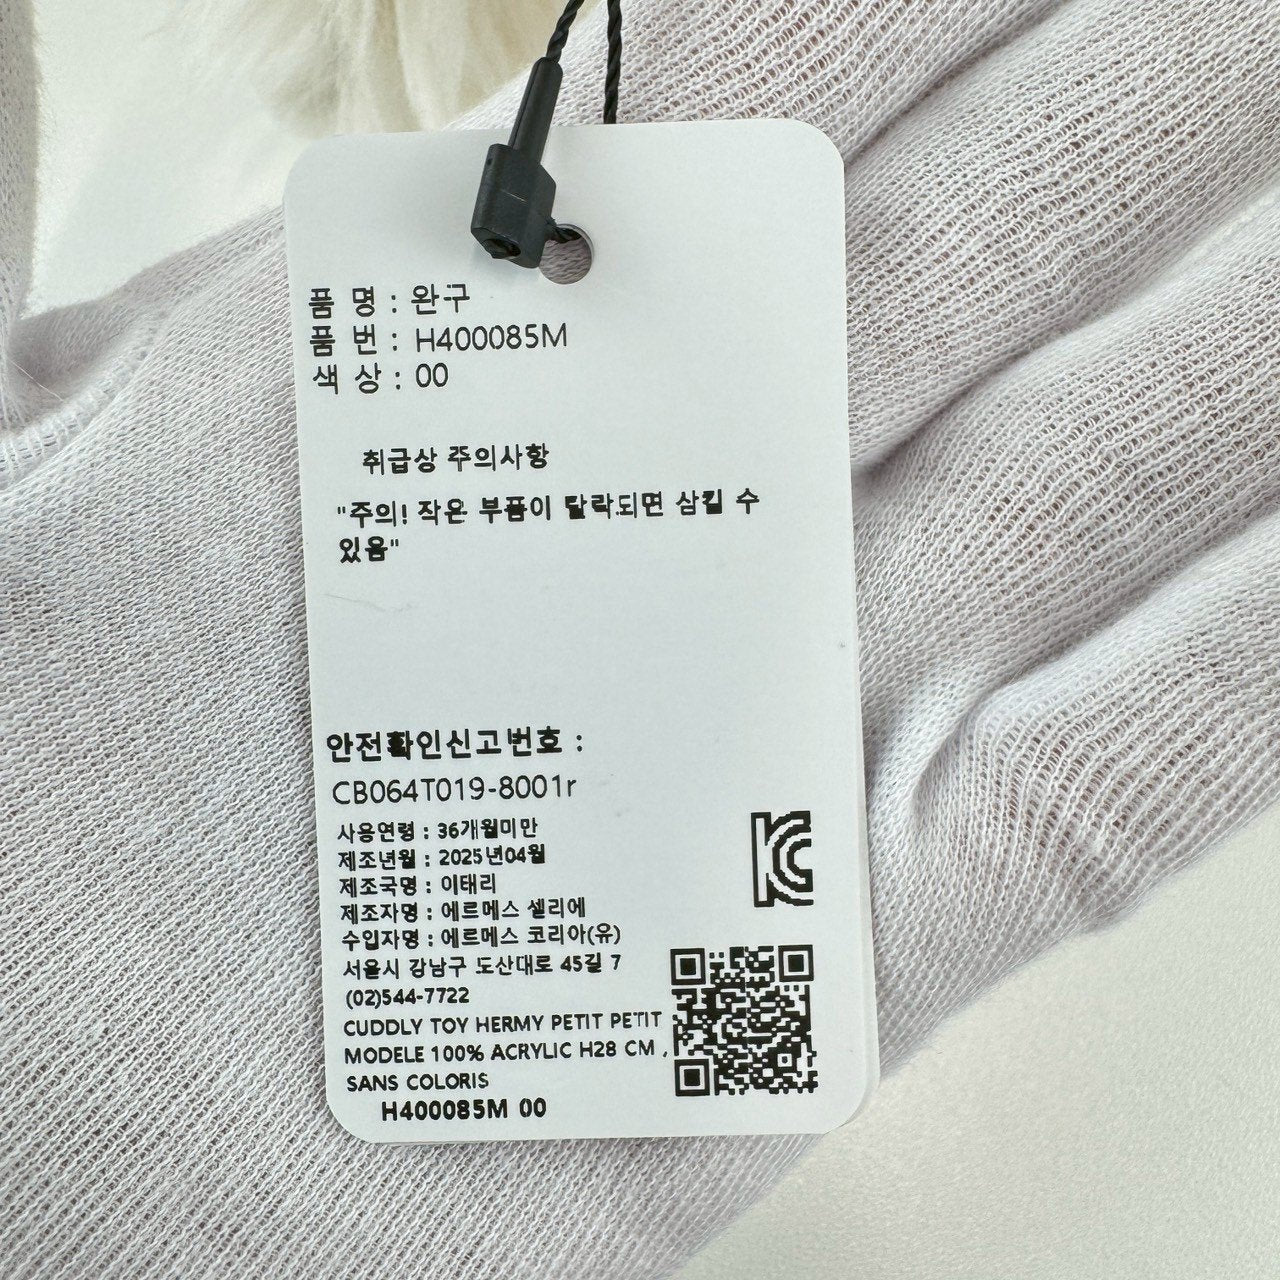 품 명 : 완구
품 번 : H400085M
색 상 : 00
취급상 주의사항
"주의! 작은 부품이 탈락되면 삼킬 수
있음"
안전확인신고번호 :
CB064T019-8001r
사용연령 : 36개월미만
제조년월 : 2025년04월
제조국명 : 이태리
제조자명 : 에르메스 셀리에
수입자명 : 에르메스 코리아(유)
서울시 강남구 도산대로 45길 7
(02)544-7722
CUDDLY TOY HERMY PETIT PETIT
MODELE 100% ACRYLIC H28 CM ,
SANS COLORIS
H400085M 00